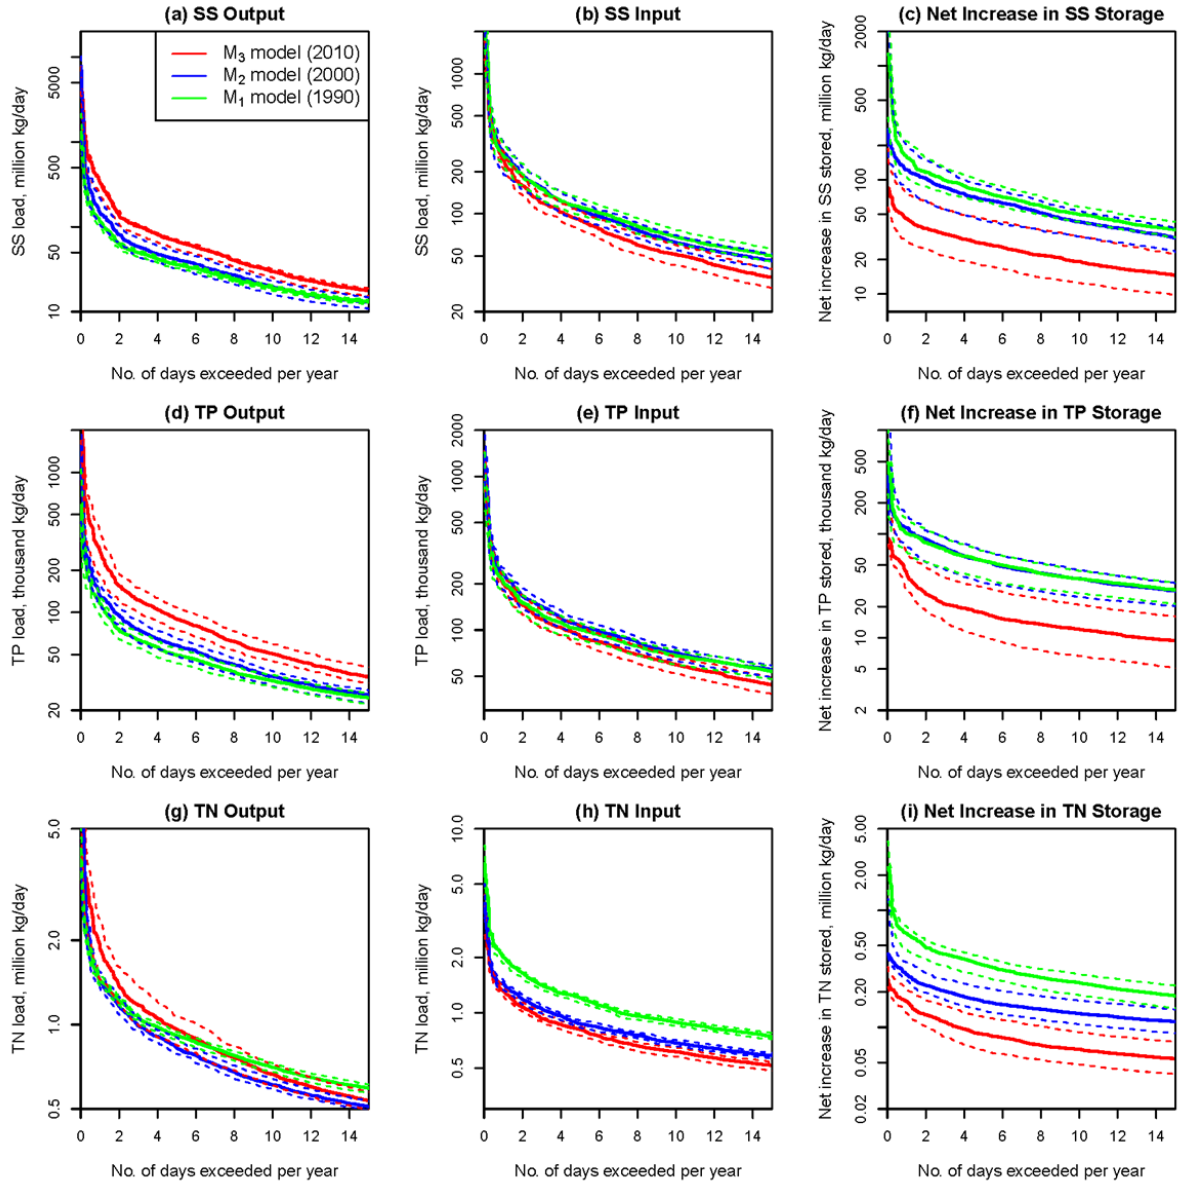 (a) SS Output
SS load, million kg/day
5000
500
50
10
M3 model (2010)
M2 model (2000)
M1 model (1990)
0 2 4 6 8 10 12 14
No. of days exceeded per year
(b) SS Input
SS load, million kg/day
1000
500
200
100
50
20
0 2 4 6 8 10 12 14
No. of days exceeded per year
(c) Net Increase in SS Storage
Net increase in SS stored, million kg/day
2000
500
100
50
20
10
0 2 4 6 8 10 12 14
No. of days exceeded per year
(d) TP Output
TP load, thousand kg/day
1000
500
200
100
50
20
0 2 4 6 8 10 12 14
No. of days exceeded per year
(e) TP Input
TP load, thousand kg/day
2000
1000
500
200
100
50
0 2 4 6 8 10 12 14
No. of days exceeded per year
(f) Net Increase in TP Storage
Net increase in TP stored, thousand kg/day
500
200
50
20
10
5
2
0 2 4 6 8 10 12 14
No. of days exceeded per year
(g) TN Output
TN load, million kg/day
5.0
2.0
1.0
0.5
0 2 4 6 8 10 12 14
No. of days exceeded per year
(h) TN Input
TN load, million kg/day
10.0
5.0
2.0
1.0
0.5
0 2 4 6 8 10 12 14
No. of days exceeded per year
(i) Net Increase in TN Storage
Net increase in TN stored, million kg/day
5.00
2.00
0.50
0.20
0.05
0.02
0 2 4 6 8 10 12 14
No. of days exceeded per year